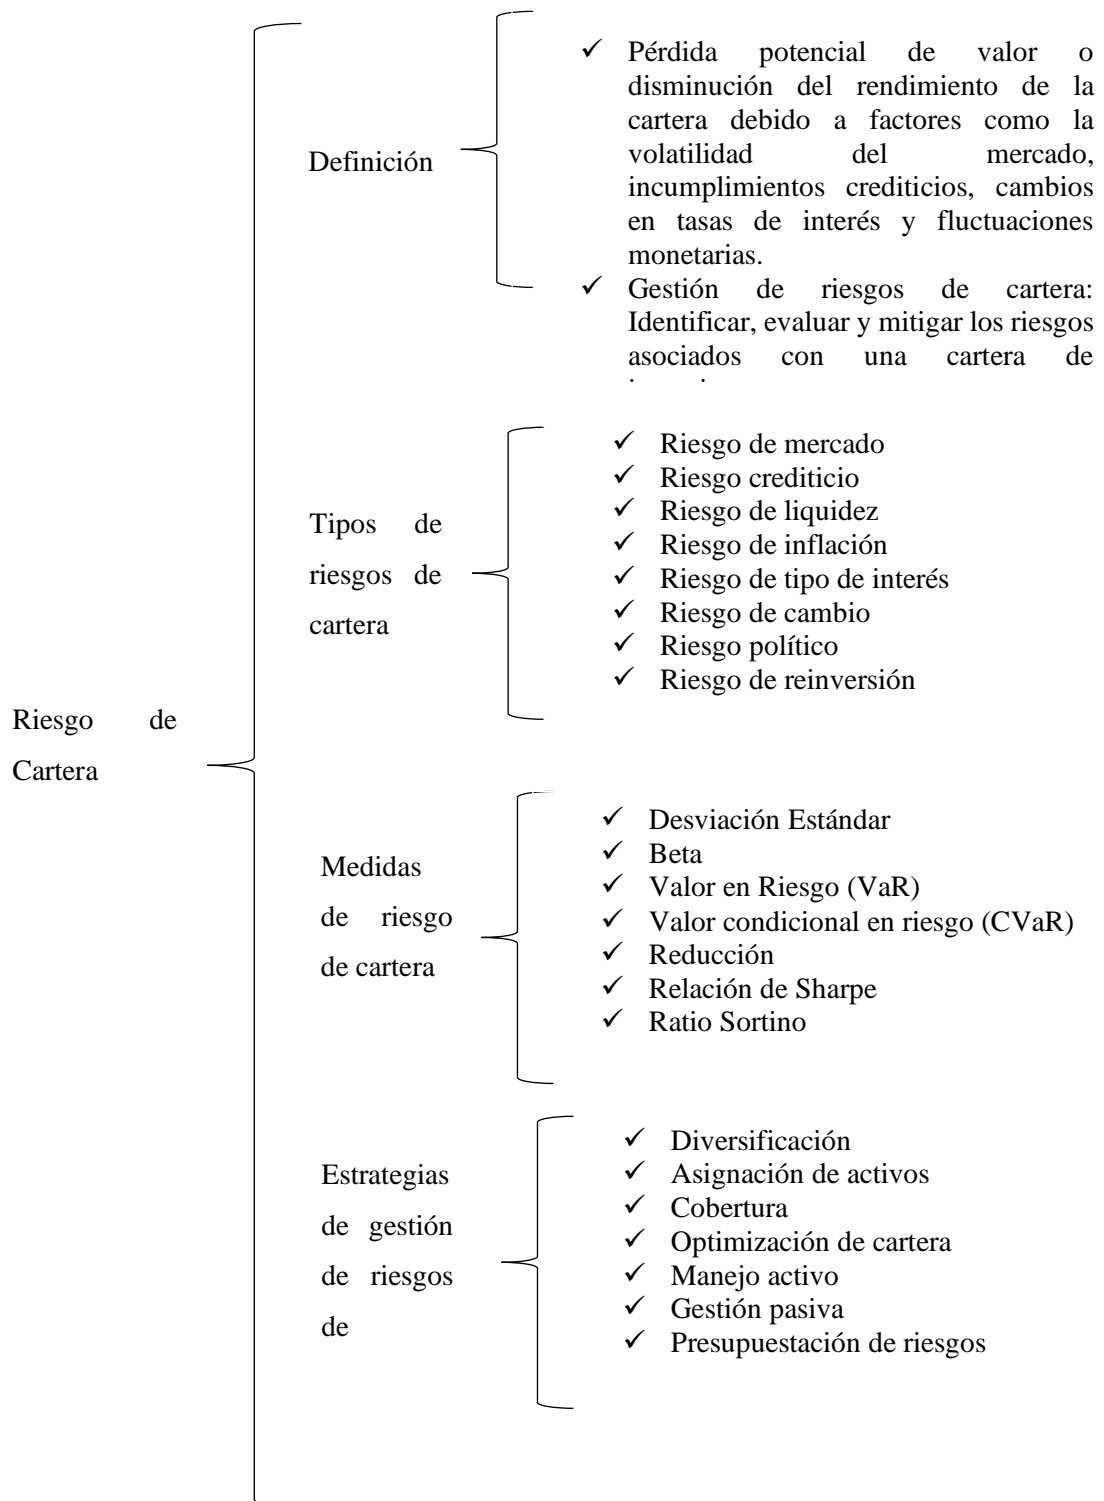 Riesgo de
Cartera
Definición
✓ Pérdida potencial de valor o
disminución del rendimiento de la
cartera debido a factores como la
volatilidad del mercado,
incumplimientos crediticios, cambios
en tasas de interés y fluctuaciones
monetarias.
✓ Gestión de riesgos de cartera:
Identificar, evaluar y mitigar los riesgos
asociados con una cartera de
Tipos de
riesgos de
cartera
✓ Riesgo de mercado
✓ Riesgo crediticio
✓ Riesgo de liquidez
✓ Riesgo de inflación
✓ Riesgo de tipo de interés
✓ Riesgo de cambio
✓ Riesgo político
✓ Riesgo de reinversión
Medidas
de riesgo
de cartera
✓ Desviación Estándar
✓ Beta
✓ Valor en Riesgo (VaR)
✓ Valor condicional en riesgo (CVaR)
✓ Reducción
✓ Relación de Sharpe
✓ Ratio Sortino
Estrategias
de gestión
de riesgos
de
✓ Diversificación
✓ Asignación de activos
✓ Cobertura
✓ Optimización de cartera
✓ Manejo activo
✓ Gestión pasiva
✓ Presupuestación de riesgos